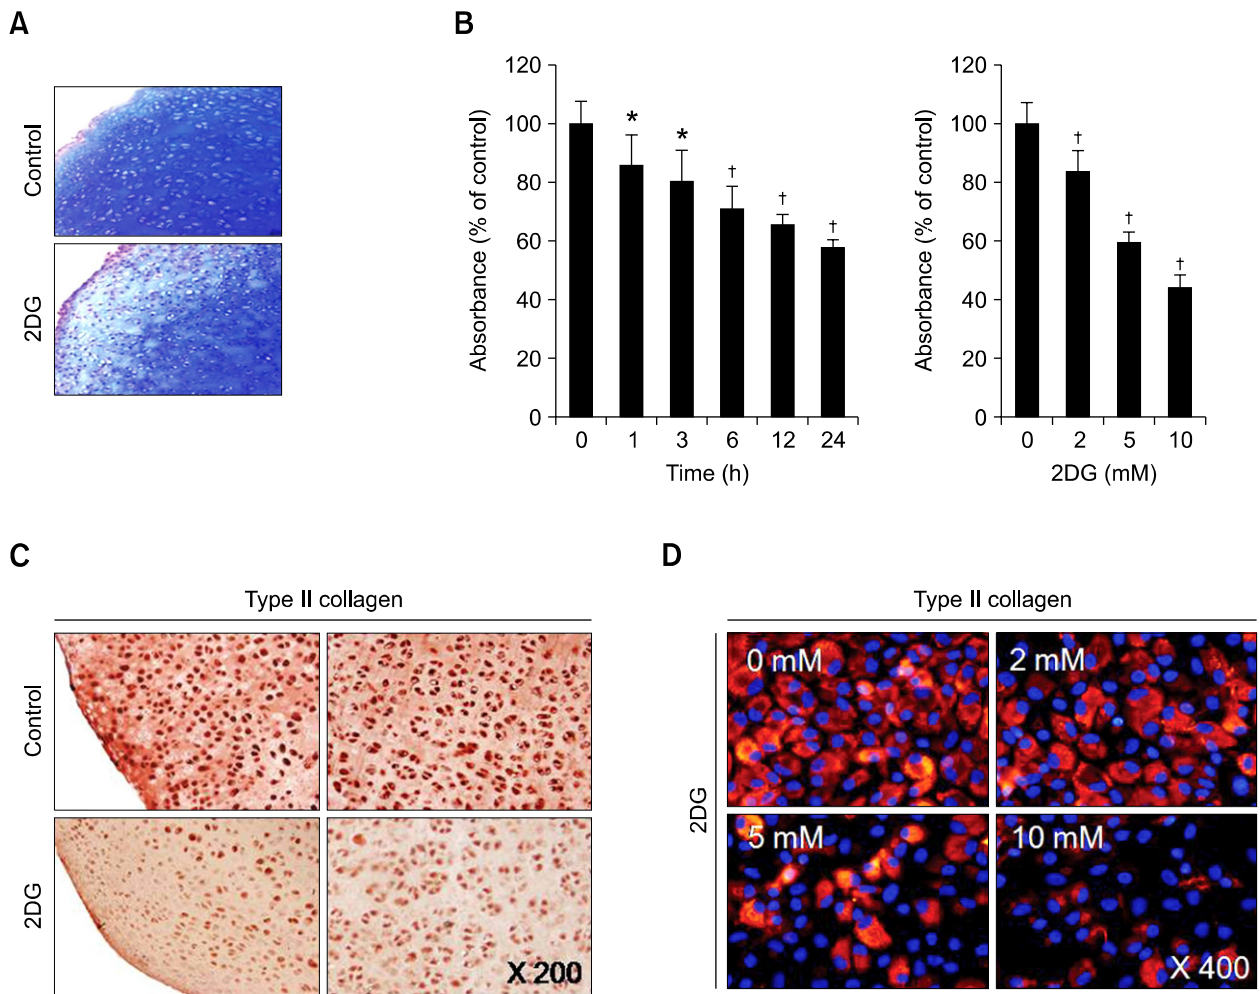 A
Control
2DG
B
Absorbance (% of control)
120
100
80
60
40
20
0
*
*
†
†
†
0 1 3 6 12 24
Time (h)
Absorbance (% of control)
120
100
80
60
40
20
0
†
†
†
0 2 5 10
2DG (mM)
C
Type II collagen
Control
2DG
X 200
D
Type II collagen
2DG
0 mM
2 mM
5 mM
10 mM
X 400